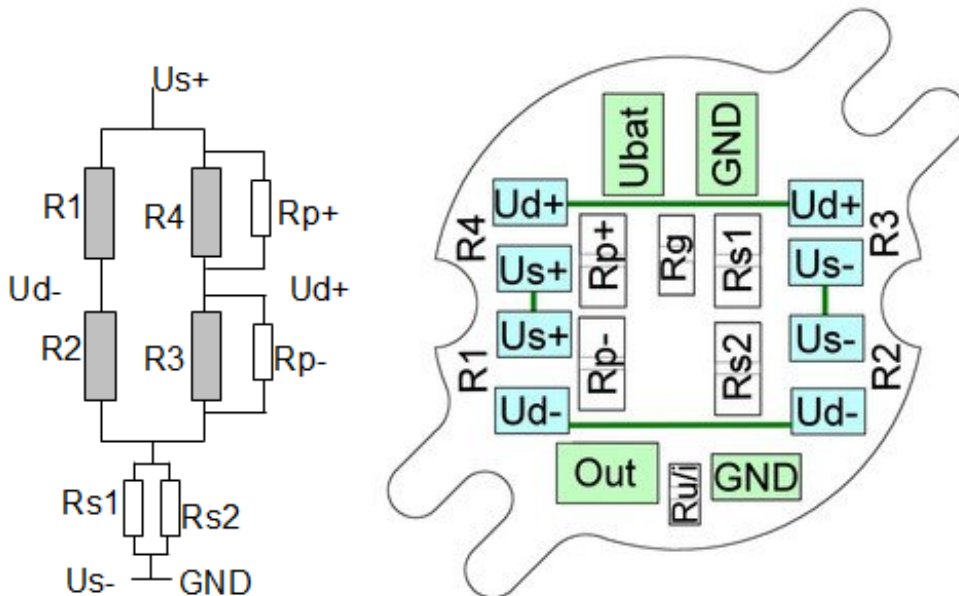 Us+
R1
R4
Rp+
Ud-
Ud+
R2
R3
Rp-
Rs1
Rs2
Us-
GND
Ubat
GND
Ud+
Ud+
R4
R3
Rp+
Rg
Rs1
Us+
Us-
Us+
Us-
R1
R2
Rp-
Rs2
Ud-
Ud-
Out
Ru/i
GND